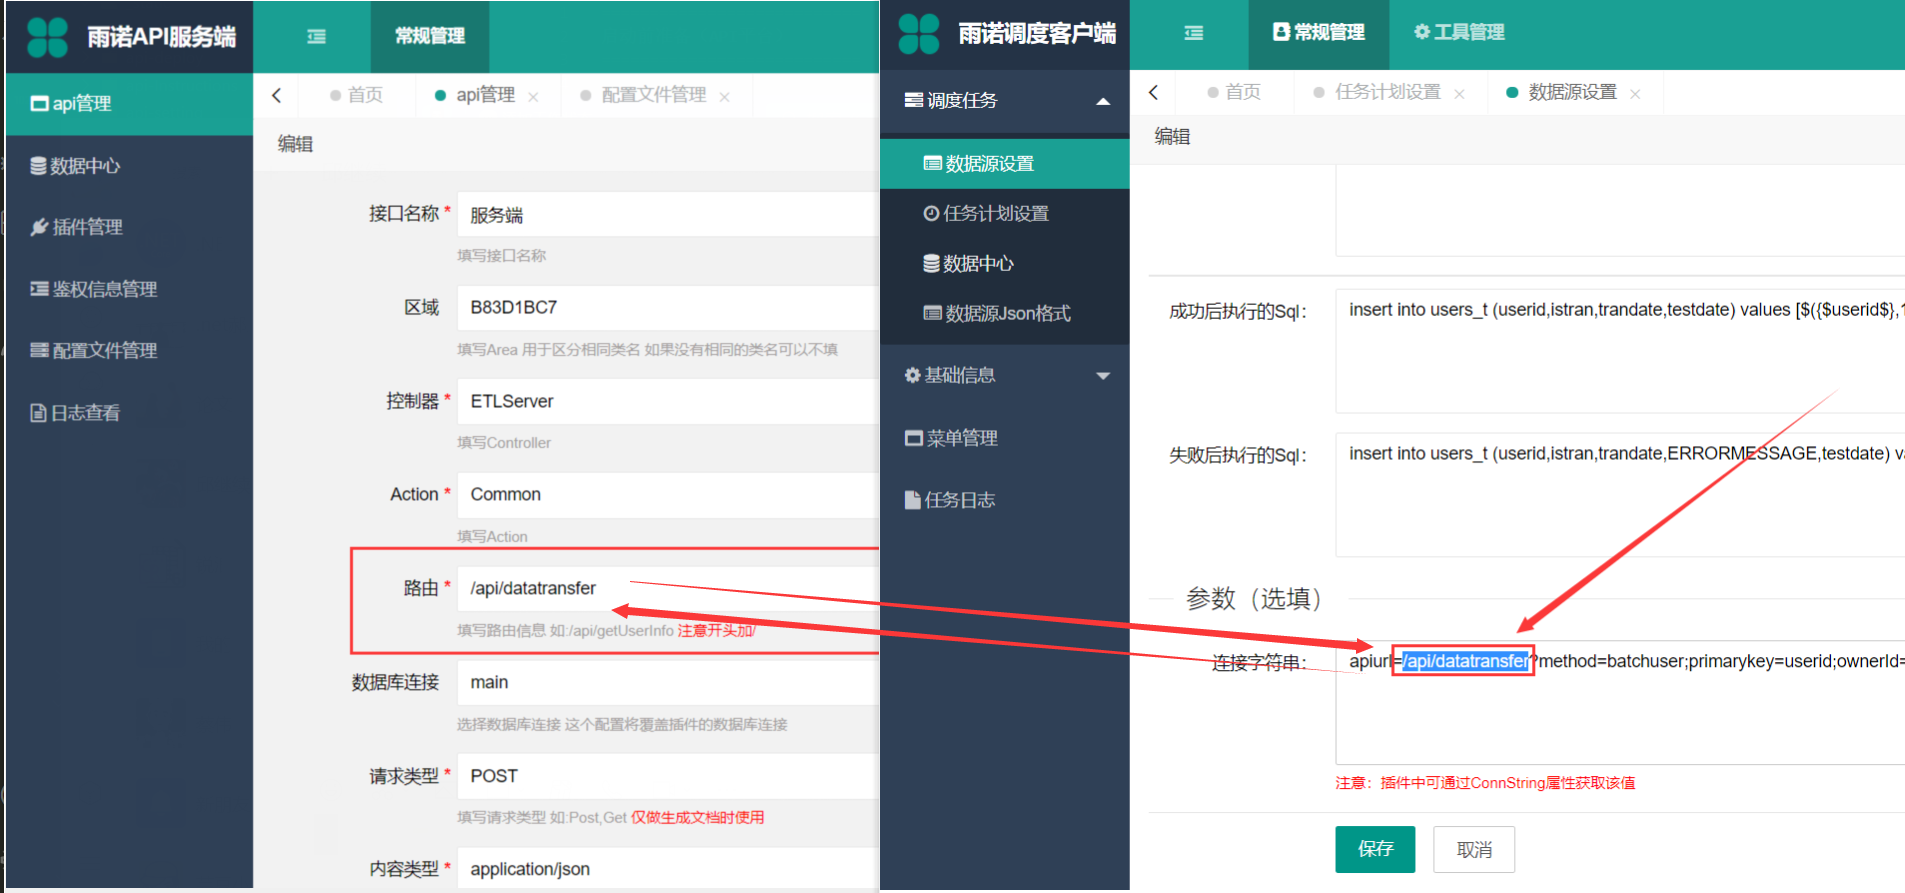 雨诺API服务端
常规管理
api管理
数据中心
插件管理
鉴权信息管理
配置文件管理
日志查看
首页
api管理
配置文件管理
编辑
接口名称 *
服务端
填写接口名称
区域
B83D1BC7
填写Area 用于区分相同类名 如果没有相同的类名可以不填
控制器 *
ETLServer
填写Controller
Action *
Common
填写Action
路由 *
/api/datatransfer
填写路由信息 如:/api/getUserInfo 注意开头加/
数据库连接
main
选择数据库连接 这个配置将覆盖插件的数据库连接
请求类型 *
POST
填写请求类型 如:Post,Get 仅做生成文档时使用
内容类型 *
application/json
雨诺调度客户端
常规管理
工具管理
调度任务
数据源设置
任务计划设置
数据中心
数据源Json格式
基础信息
菜单管理
任务日志
首页
任务计划设置
数据源设置
编辑
成功后执行的Sql：
insert into users_t (userid,istran,trandate,testdate) values [$({$userid$},
失败后执行的Sql：
insert into users_t (userid,istran,trandate,ERRORMESSAGE,testdate)
参数（选填）
连接字符串：
apiurl=/api/datatransfer?method=batchuser;primarykey=userid;ownerId=
注意：插件中可通过ConnString属性获取该值
保存
取消